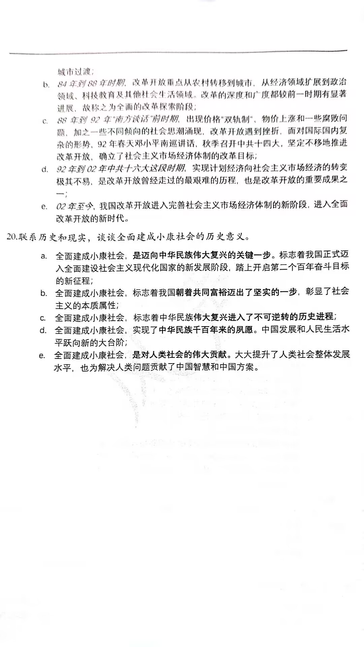 城市过渡；
b. 84年到88年时期，改革开放重点从农村转移到城市，从经济领域扩展到政治
领域、科技教育及其他社会生活领域。改革的深度和广度都较前一时期有显著
进展，故称之为全面的改革探索阶段；
c. 88年到92年"南方谈话"前时期，出现价格"双轨制"、物价上涨和一些腐败问
题，加之一些不同倾向的社会思潮涌现，改革开放遇到挫折，面对国际国内复
杂的形势，92年春天邓小平南巡讲话，秋季召开中共十四大，坚定不移地推进
改革开放，确立了社会主义市场经济体制的改革目标；
d. 92年到02年中共十六大这段时期，实现计划经济向社会主义市场经济的转变
极其不易，是改革开放曾经走过的最艰难的历程，也是改革开放的重要成果之
一；
e. 02年至今，我国改革开放进入完善社会主义市场经济体制的新阶段，进入全面
改革开放的新时代。
20.联系历史和现实，谈谈全面建成小康社会的历史意义。
a. 全面建成小康社会，是迈向中华民族伟大复兴的关键一步。标志着我国正式迈
入全面建设社会主义现代化国家的新发展阶段，踏上开启第二个百年奋斗目标
的新征程；
b. 全面建成小康社会，标志着我国朝着共同富裕迈出了坚实的一步，彰显了社会
主义的本质属性；
c. 全面建成小康社会，标志着中华民族伟大复兴进入了不可逆转的历史进程；
d. 全面建成小康社会，实现了中华民族千百年来的夙愿。中国发展和人民生活水
平跃向新的大台阶；
e. 全面建成小康社会，是对人类社会的伟大贡献。大大提升了人类社会整体发展
水平，也为解决人类问题贡献了中国智慧和中国方案。